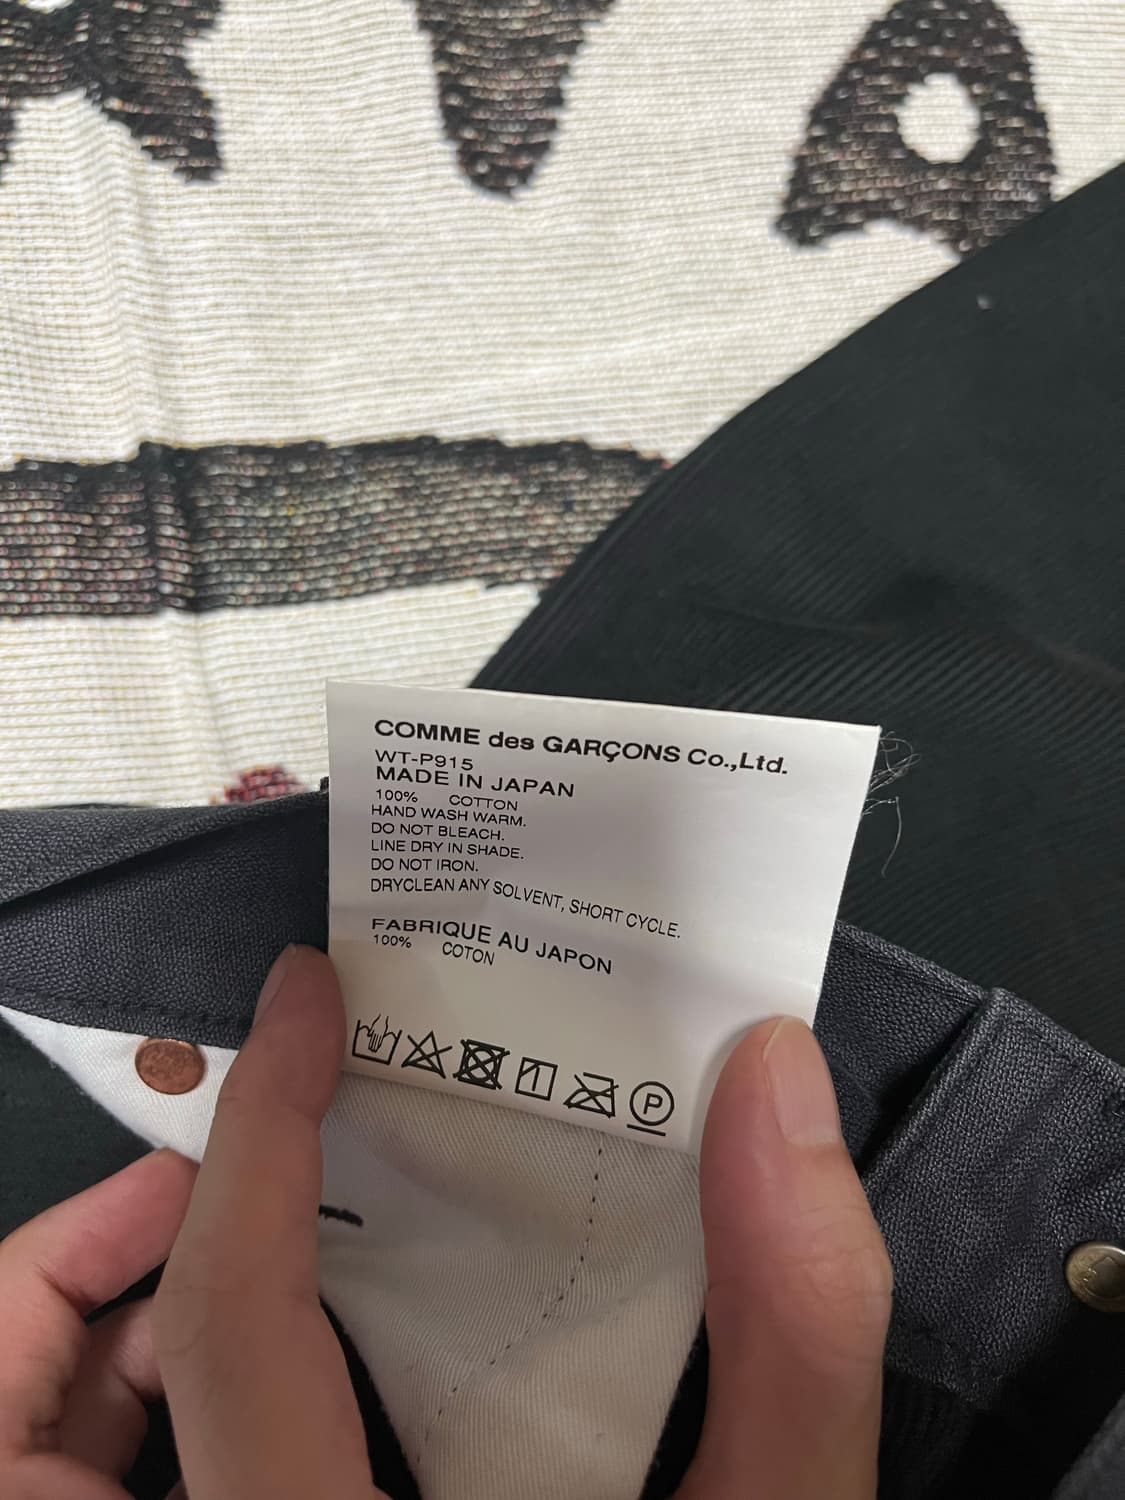 COMME des GARÇONS Co.,Ltd.
WT-P915
MADE IN JAPAN
100% COTTON
HAND WASH WARM.
DO NOT BLEACH.
LINE DRY IN SHADE.
DO NOT IRON.
DRYCLEAN ANY SOLVENT, SHORT CYCLE.
FABRIQUE AU JAPON
100% COTON
P